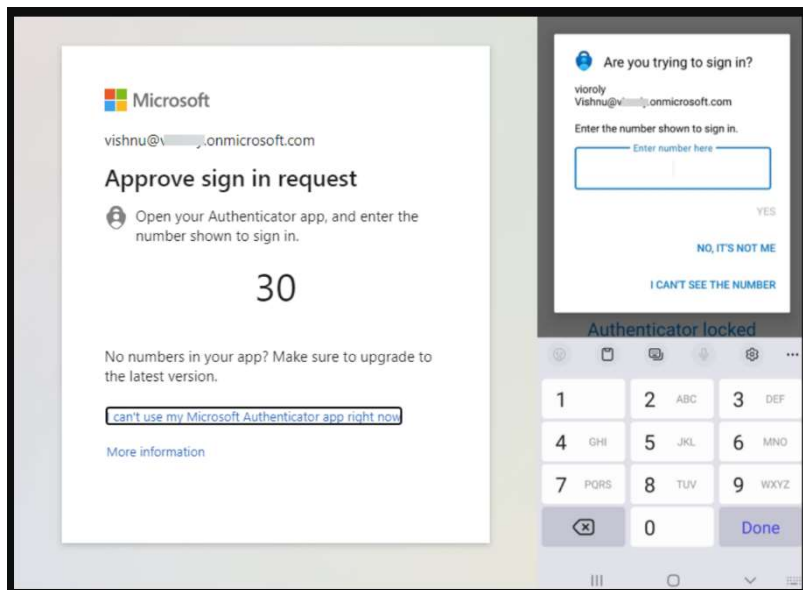 Microsoft
vishnu@v y.onmicrosoft.com
Approve sign in request
Open your Authenticator app, and enter the
number shown to sign in.
30
No numbers in your app? Make sure to upgrade to
the latest version.
I can't use my Microsoft Authenticator app right now
More information
Are you trying to sign in?
vioroly
Vishnu@v y.onmicrosoft.com
Enter the number shown to sign in.
Enter number here
YES
NO, IT'S NOT ME
I CAN'T SEE THE NUMBER
Authenticator locked
1
2 ABC
3 DEF
4 GHI
5 JKL
6 MNO
7 PQRS
8 TUV
9 WXYZ
0
Done